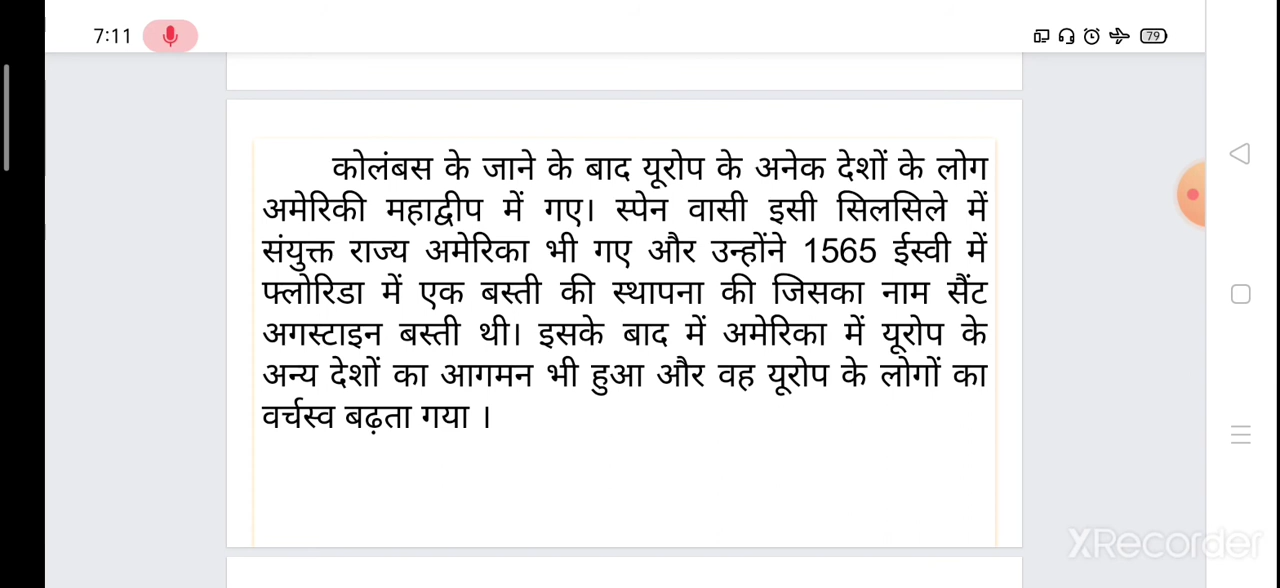 7:11
79
कोलंबस के जाने के बाद यूरोप के अनेक देशों के लोग
अमेरिकी महाद्वीप में गए। स्पेन वासी इसी सिलसिले में
संयुक्त राज्य अमेरिका भी गए और उन्होंने 1565 ईस्वी में
फ्लोरिडा में एक बस्ती की स्थापना की जिसका नाम सैंट
अगस्टाइन बस्ती थी। इसके बाद में अमेरिका में यूरोप के
अन्य देशों का आगमन भी हुआ और वह यूरोप के लोगों का
वर्चस्व बढ़ता गया ।
XRecorder